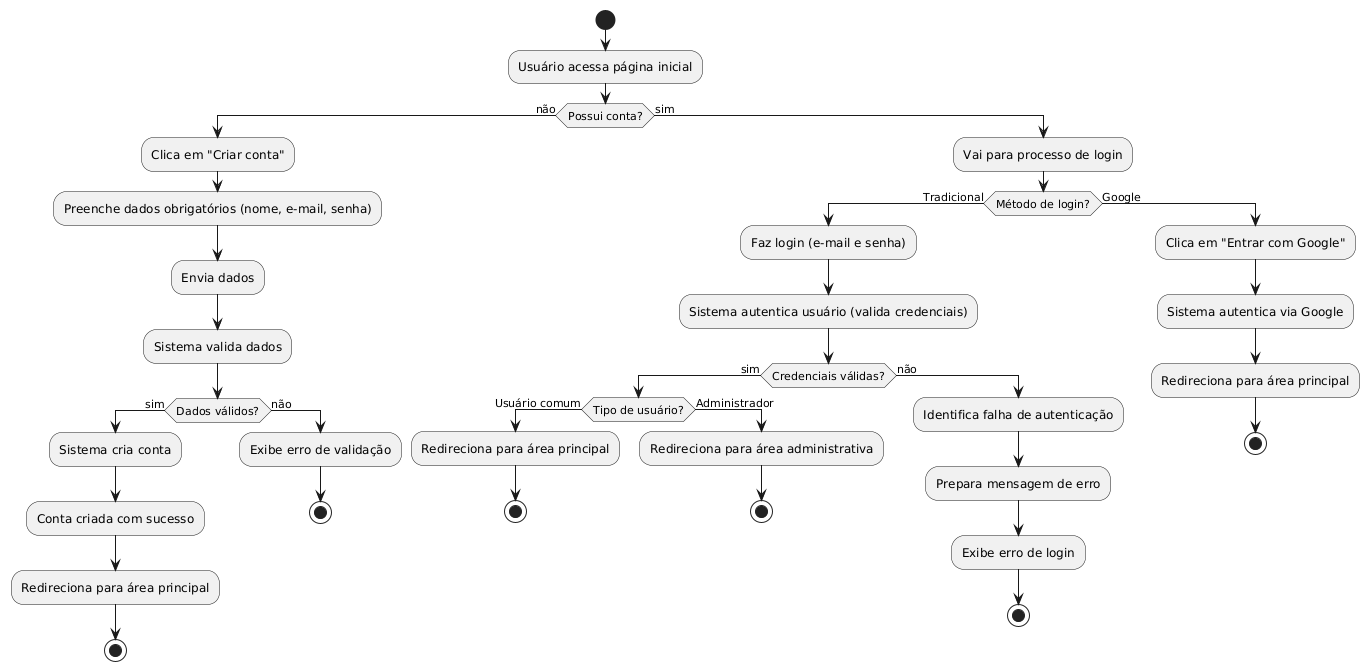 Usuário acessa página inicial
não
Possui conta?
sim
Clica em "Criar conta"
Preenche dados obrigatórios (nome, e-mail, senha)
Envia dados
Sistema valida dados
sim
Dados válidos?
não
Sistema cria conta
Conta criada com sucesso
Redireciona para área principal
Exibe erro de validação
Vai para processo de login
Tradicional
Método de login?
Google
Faz login (e-mail e senha)
Sistema autentica usuário (valida credenciais)
sim
Credenciais válidas?
não
Usuário comum
Tipo de usuário?
Administrador
Redireciona para área principal
Redireciona para área administrativa
Identifica falha de autenticação
Prepara mensagem de erro
Exibe erro de login
Clica em "Entrar com Google"
Sistema autentica via Google
Redireciona para área principal